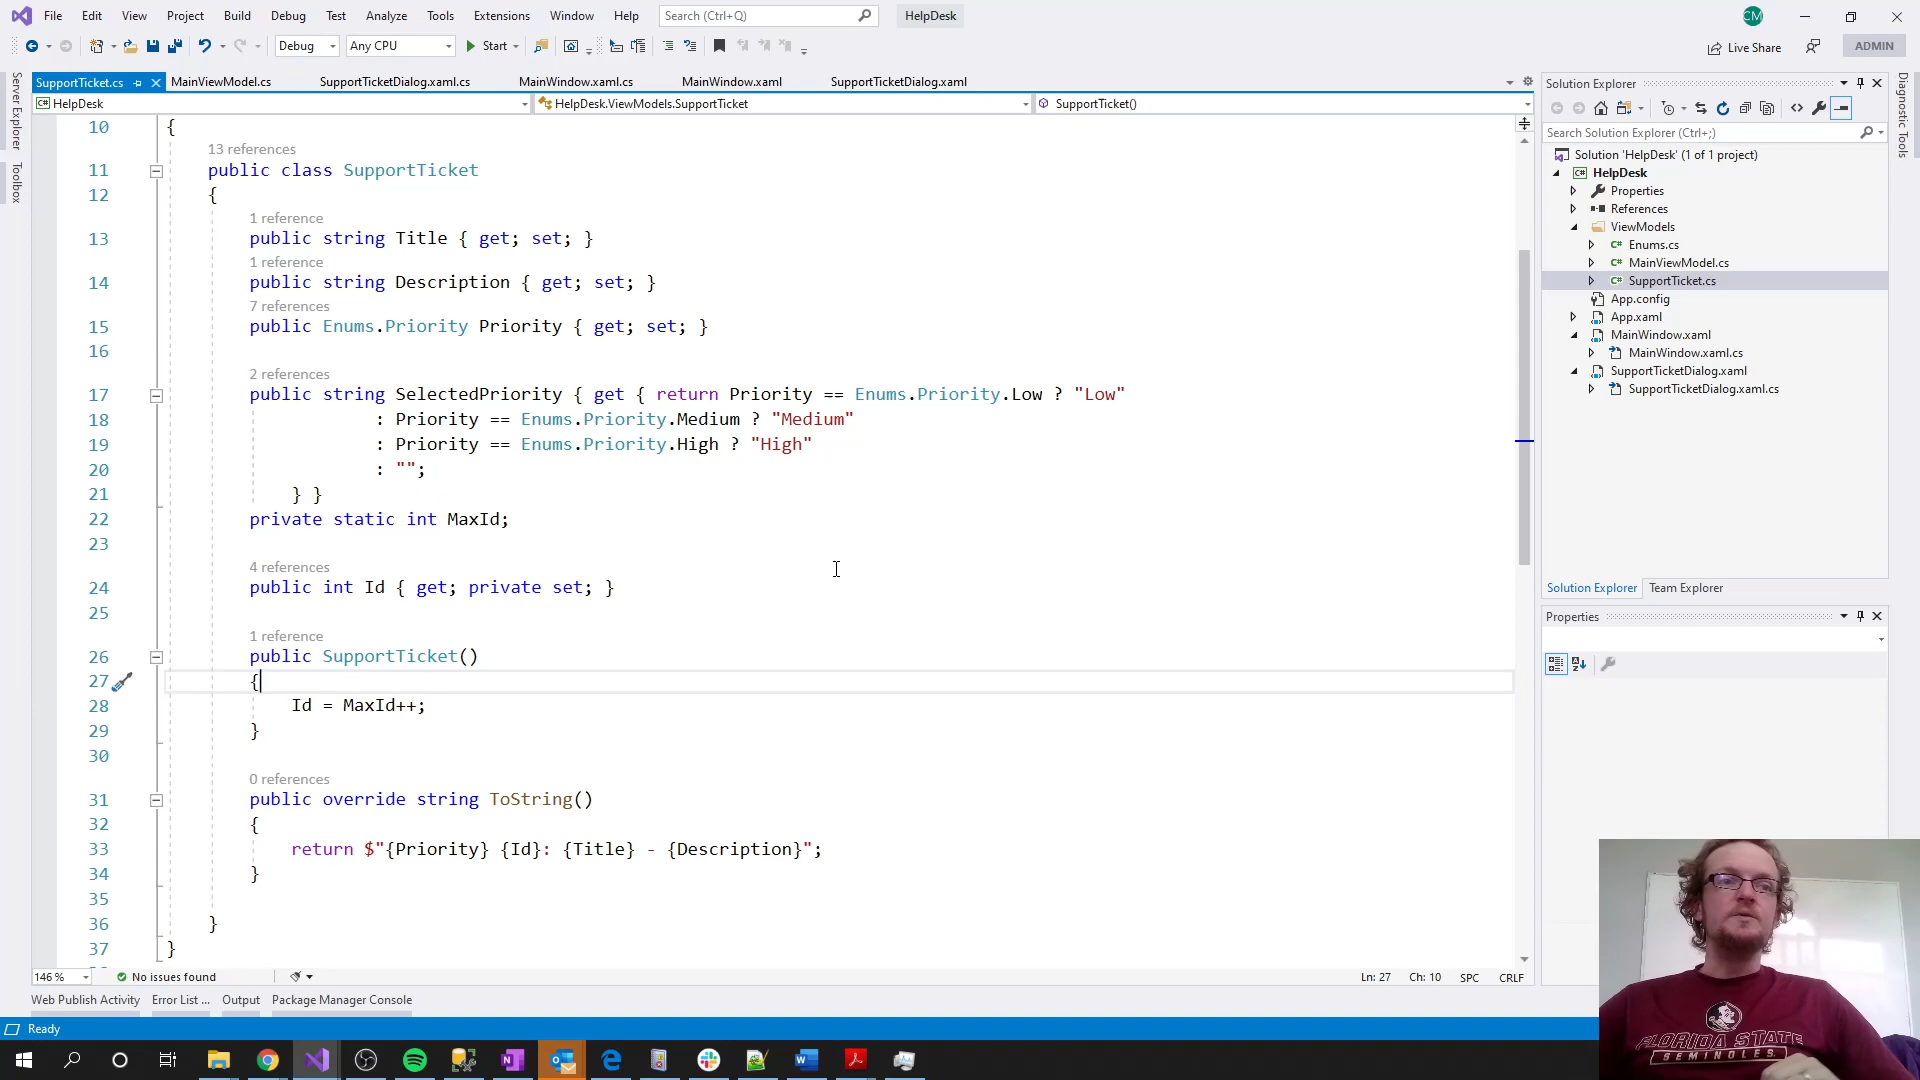 File Edit View Project Build Debug Test Analyze Tools Extensions Window Help Search (Ctrl+Q) HelpDesk CM
Debug Any CPU Start Live Share ADMIN
Server Explorer
Toolbox
SupportTicket.cs MainViewModel.cs SupportTicketDialog.xaml.cs MainWindow.xaml.cs MainWindow.xaml SupportTicketDialog.xaml
HelpDesk HelpDesk.ViewModels.SupportTicket SupportTicket()
10 {
13 references
11 public class SupportTicket
12 {
1 reference
13 public string Title { get; set; }
1 reference
14 public string Description { get; set; }
7 references
15 public Enums.Priority Priority { get; set; }
16
2 references
17 public string SelectedPriority { get { return Priority == Enums.Priority.Low ? "Low"
18 : Priority == Enums.Priority.Medium ? "Medium"
19 : Priority == Enums.Priority.High ? "High"
20 : "";
21 } }
22 private static int MaxId;
23
4 references
24 public int Id { get; private set; }
25
1 reference
26 public SupportTicket()
27 {
28 Id = MaxId++;
29 }
30
0 references
31 public override string ToString()
32 {
33 return $"{Priority} {Id}: {Title} - {Description}";
34 }
35
36 }
37 }
146 % No issues found Ln: 27 Ch: 10 SPC CRLF
Web Publish Activity Error List ... Output Package Manager Console
Ready
Solution Explorer
Search Solution Explorer (Ctrl+;)
Solution 'HelpDesk' (1 of 1 project)
C# HelpDesk
Properties
References
ViewModels
C# Enums.cs
C# MainViewModel.cs
C# SupportTicket.cs
App.config
App.xaml
MainWindow.xaml
MainWindow.xaml.cs
SupportTicketDialog.xaml
SupportTicketDialog.xaml.cs
Solution Explorer Team Explorer
Properties
Diagnostic Tools
FLORIDA STATE
SEMINOLES